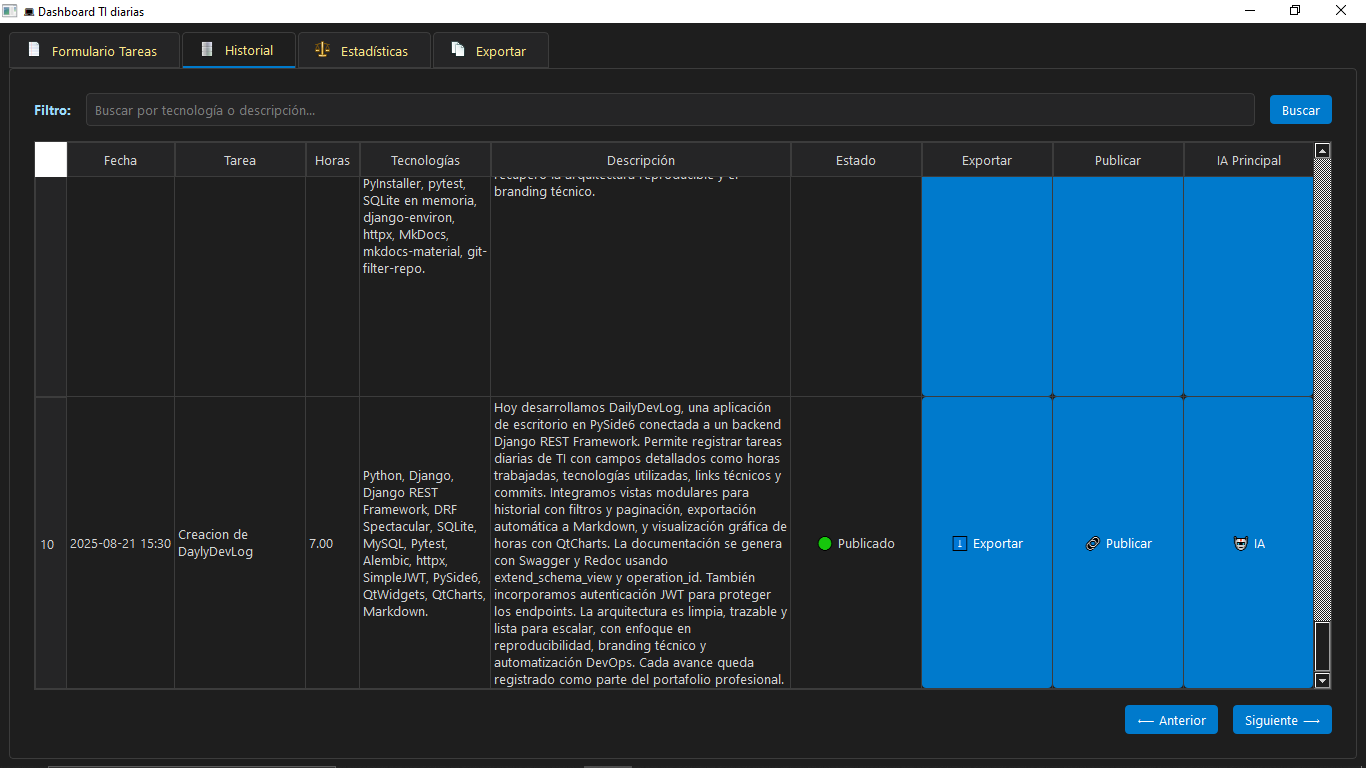 Dashboard TI diarias
Formulario Tareas
Historial
Estadísticas
Exportar
Filtro:
Buscar por tecnología o descripción...
Buscar
Fecha
Tarea
Horas
Tecnologías
Descripción
Estado
Exportar
Publicar
IA Principal
PyInstaller, pytest,
SQLite en memoria,
django-environ,
httpx, MkDocs,
mkdocs-material, git-
filter-repo.
recuperó la arquitectura reproducible y el
branding técnico.
10
2025-08-21 15:30
Creacion de
DaylyDevLog
7.00
Python, Django,
Django REST
Framework, DRF
Spectacular, SQLite,
MySQL, Pytest,
Alembic, httpx,
SimpleJWT, PySide6,
QtWidgets, QtCharts,
Markdown.
Hoy desarrollamos DailyDevLog, una aplicación
de escritorio en PySide6 conectada a un backend
Django REST Framework. Permite registrar tareas
diarias de TI con campos detallados como horas
trabajadas, tecnologías utilizadas, links técnicos y
commits. Integramos vistas modulares para
historial con filtros y paginación, exportación
automática a Markdown, y visualización gráfica de
horas con QtCharts. La documentación se genera
con Swagger y Redoc usando
extend_schema_view y operation_id. También
incorporamos autenticación JWT para proteger
los endpoints. La arquitectura es limpia, trazable y
lista para escalar, con enfoque en
reproducibilidad, branding técnico y
automatización DevOps. Cada avance queda
registrado como parte del portafolio profesional.
Publicado
Exportar
Publicar
IA
← Anterior
Siguiente →